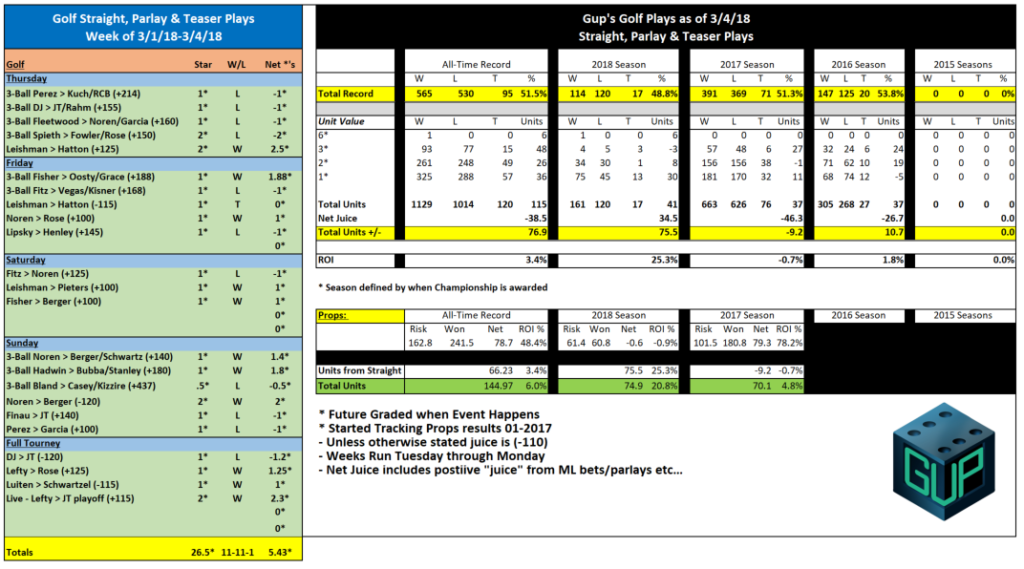 Golf Straight, Parlay & Teaser Plays
Week of 3/1/18-3/4/18
Golf Star W/L Net *'s
Thursday
3-Ball Perez > Kuch/RCB (+214) 1* L -1*
3-Ball DJ > JT/Rahm (+155) 1* L -1*
3-Ball Fleetwood > Noren/Garcia (+160) 1* L -1*
3-Ball Spieth > Fowler/Rose (+150) 2* L -2*
Leishman > Hatton (+125) 2* W 2.5*
Friday
3-Ball Fisher > Oosty/Grace (+188) 1* W 1.88*
3-Ball Fitz > Vegas/Kisner (+168) 1* L -1*
Leishman > Hatton (-115) 1* T 0*
Noren > Rose (+100) 1* W 1*
Lipsky > Henley (+145) 1* L -1*
0*
Saturday
Fitz > Noren (+125) 1* L -1*
Leishman > Pieters (+100) 1* W 1*
Fisher > Berger (+100) 1* W 1*
0*
0*
Sunday
3-Ball Noren > Berger/Schwartz (+140) 1* W 1.4*
3-Ball Hadwin > Bubba/Stanley (+180) 1* W 1.8*
3-Ball Bland > Casey/Kizzire (+437) .5* L -0.5*
Noren > Berger (-120) 2* W 2*
Finau > JT (+140) 1* L -1*
Perez > Garcia (+100) 1* L -1*
Full Tourney
DJ > JT (-120) 1* L -1.2*
Lefty > Rose (+125) 1* W 1.25*
Luiten > Schwartzel (-115) 1* W 1*
Live - Lefty > JT playoff (+115) 2* W 2.3*
0*
0*
Totals 26.5* 11-11-1 5.43*
Gup's Golf Plays as of 3/4/18
Straight, Parlay & Teaser Plays
All-Time Record 2018 Season 2017 Season 2016 Season 2015 Seasons
W L T % W L T % W L T % W L T % W L T %
Total Record 565 530 95 51.5% 114 120 17 48.8% 391 369 71 51.3% 147 125 20 53.8% 0 0 0 0%
Unit Value W L T Units W L T Units W L T Units W L T Units W L T Units
6* 1 0 0 6 1 0 0 6 0 0 0 0 0 0 0 0 0 0 0 0
3* 93 77 15 48 4 5 3 -3 57 48 6 27 32 24 6 24 0 0 0 0
2* 261 248 49 26 34 30 1 8 156 156 38 -1 71 62 10 19 0 0 0 0
1* 325 288 57 36 75 45 13 30 181 170 32 11 68 74 12 -5 0 0 0 0
Total Units 1129 1014 120 115 161 120 17 41 663 626 76 37 305 268 27 37 0 0 0 0
Net Juice -38.5 34.5 -46.3 -26.7 0.0
Total Units +/- 76.9 75.5 -9.2 10.7 0.0
ROI 3.4% 25.3% -0.7% 1.8% 0.0%
* Season defined by when Championship is awarded
Props: All-Time Record 2018 Season 2017 Season 2016 Season 2015 Seasons
Risk Won Net ROI % Risk Won Net ROI % Risk Won Net ROI %
162.8 241.5 78.7 48.4% 61.4 60.8 -0.6 -0.9% 101.5 180.8 79.3 78.2%
Units from Straight 66.23 3.4% 75.5 25.3% -9.2 -0.7%
Total Units 144.97 6.0% 74.9 20.8% 70.1 4.8%
* Future Graded when Event Happens
* Started Tracking Props results 01-2017
- Unless otherwise stated juice is (-110)
- Weeks Run Tuesday through Monday
- Net Juice includes postiive "juice" from ML bets/parlays etc...
GUP